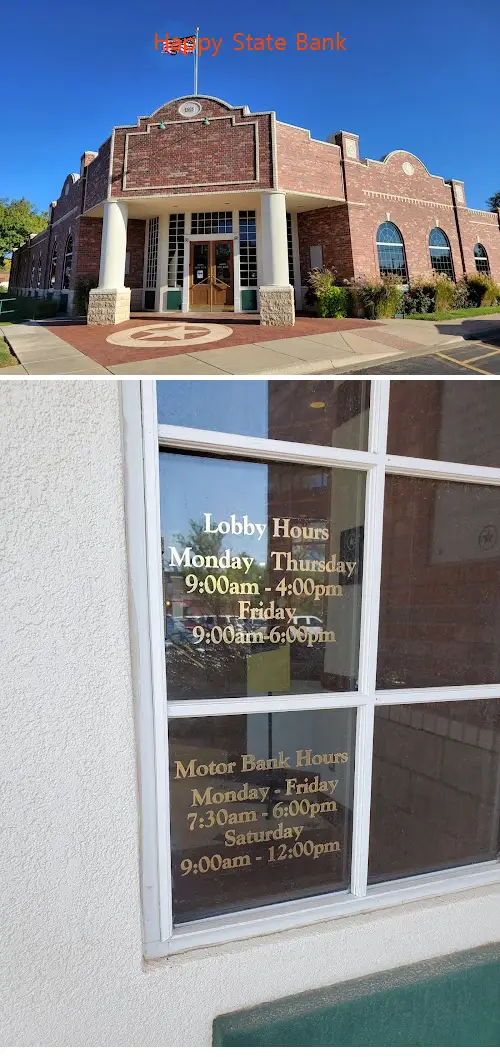 Happy State Bank
Lobby Hours
Monday - Thursday
9:00am - 4:00pm
Friday
9:00am-6:00pm
Motor Bank Hours
Monday - Friday
7:30am - 6:00pm
Saturday
9:00am - 12:00pm